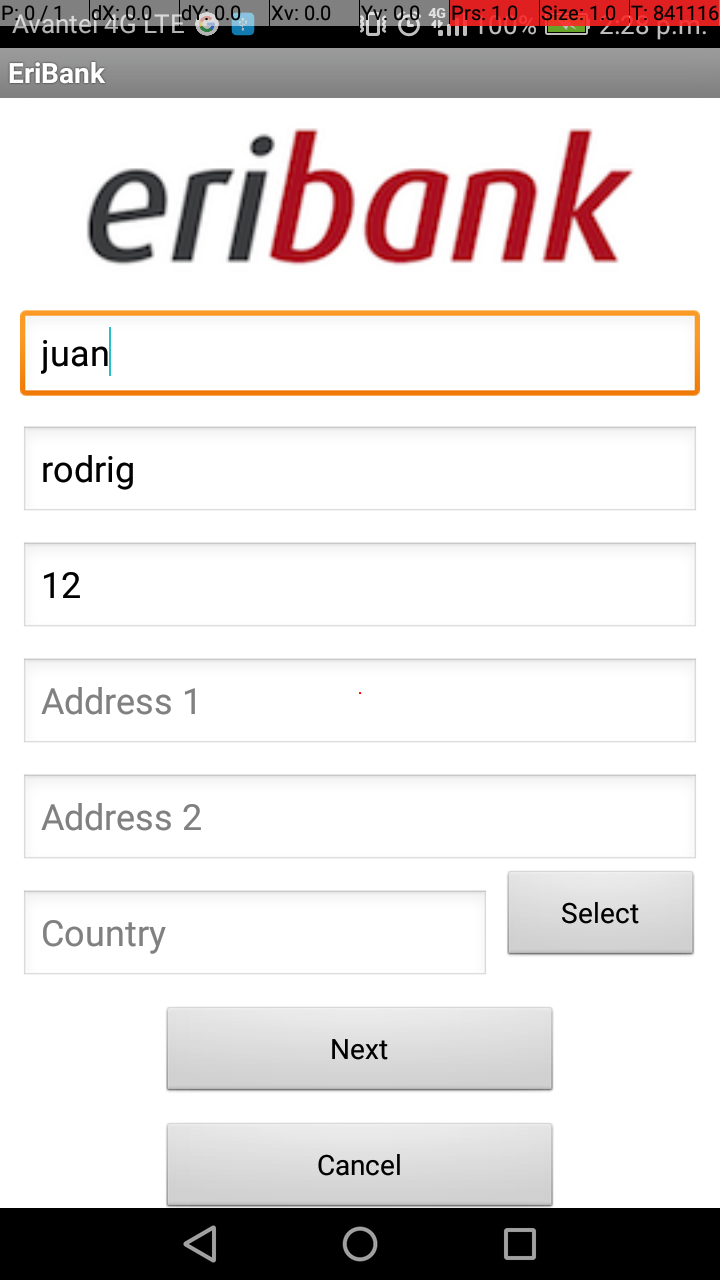 P: 0 / 1 dX: 0.0 dY: 0.0 Xv: 0.0 Yv: 0.0 Prs: 1.0 Size: 1.0 T: 841116
Avantel 4G LTE 4G 100% 2:28 p.m.
EriBank
eribank
juan
rodrig
12
Address 1
Address 2
Select
Country
Next
Cancel